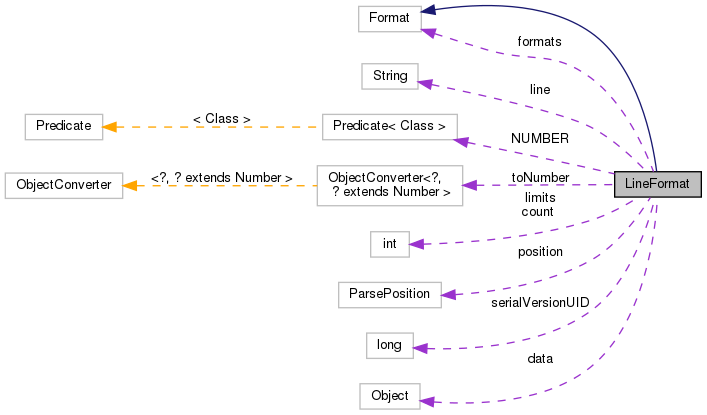 Format
formats
String
line
Predicate
< Class >
Predicate< Class >
NUMBER
ObjectConverter
<?, ? extends Number >
ObjectConverter<?,
? extends Number >
toNumber
LineFormat
limits
count
int
position
ParsePosition
serialVersionUID
long
data
Object